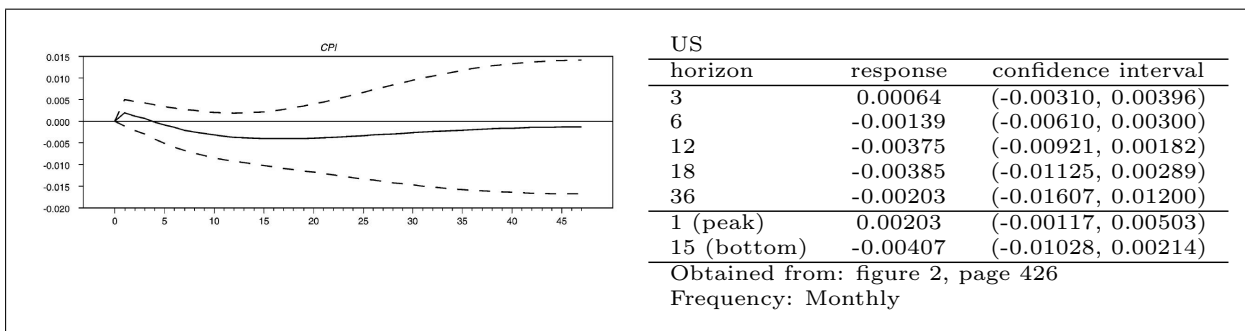 CPI
0.015
0.010
0.005
0.000
-0.005
-0.010
-0.015
-0.020
0 5 10 15 20 25 30 35 40 45
US
horizon response confidence interval
3 0.00064 (-0.00310, 0.00396)
6 -0.00139 (-0.00610, 0.00300)
12 -0.00375 (-0.00921, 0.00182)
18 -0.00385 (-0.01125, 0.00289)
36 -0.00203 (-0.01607, 0.01200)
1 (peak) 0.00203 (-0.00117, 0.00503)
15 (bottom) -0.00407 (-0.01028, 0.00214)
Obtained from: figure 2, page 426
Frequency: Monthly